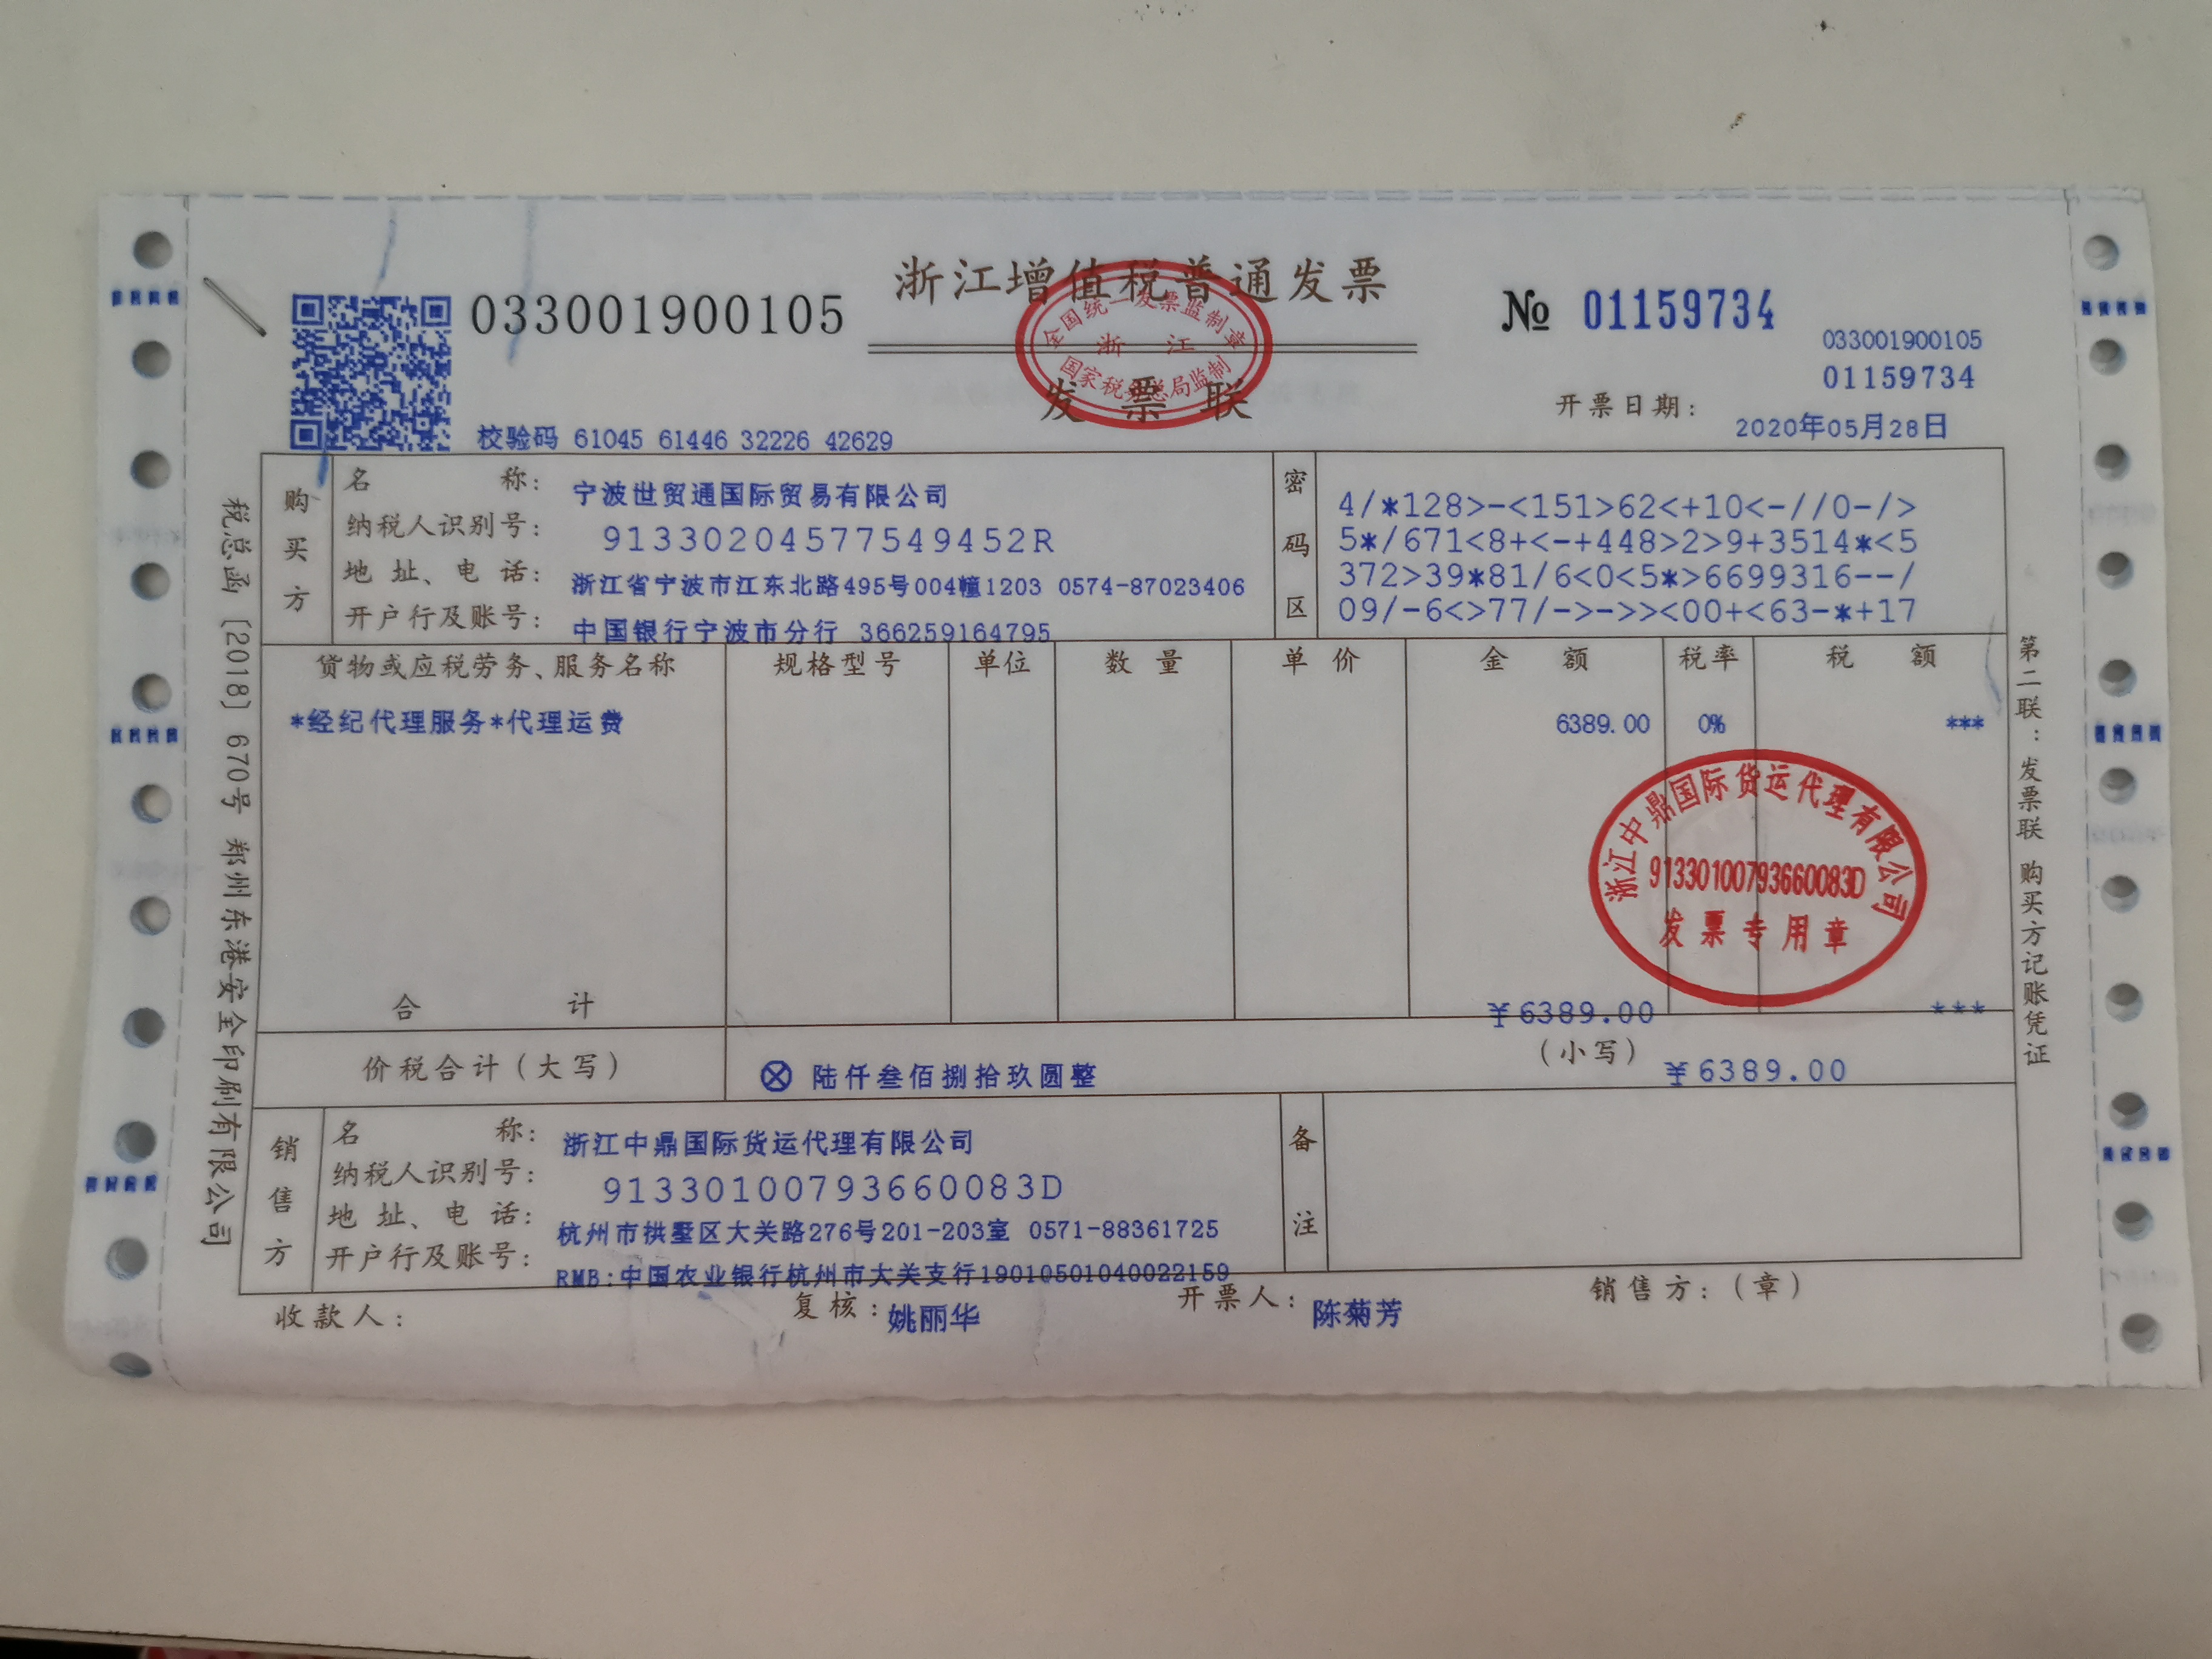 浙江增值税普通发票
033001900105
№ 01159734
033001900105
01159734
全国统一发票监制章
浙 江
国家税务总局监制
发票联
开票日期：
2020年05月28日
校验码 61045 61446 32226 42629
购买方
名 称：
宁波世贸通国际贸易有限公司
纳税人识别号：
91330204577549452R
地 址、电 话：
浙江省宁波市江东北路495号004幢1203 0574-87023406
开户行及账号：
中国银行宁波市分行 366259164795
密码区
4/*128>-<151>62<+10<-//0-/>
5*/671<8+<-+448>2>9+3514*<5
372>39*81/6<0<5*>6699316--/
09/-6<>77/->->><00+<63-*+17
货物或应税劳务、服务名称 规格型号 单位 数 量 单 价 金 额 税率 税 额
*经纪代理服务*代理运费 6389.00 0% ***
浙江中鼎国际货运代理有限公司
91330100793660083D
发票专用章
合 计 ¥6389.00 ***
价税合计（大写） ⊗ 陆仟叁佰捌拾玖圆整 （小写） ¥6389.00
销售方
名 称：
浙江中鼎国际货运代理有限公司
纳税人识别号：
91330100793660083D
地 址、电 话：
杭州市拱墅区大关路276号201-203室 0571-88361725
开户行及账号：
RMB:中国农业银行杭州市大关支行19010501040022159
备注
收款人：
复核：姚丽华
开票人：陈菊芳
销售方：（章）
税总函〔2018〕670号 郑州东港安全印刷有限公司
第二联：发票联 购买方记账凭证